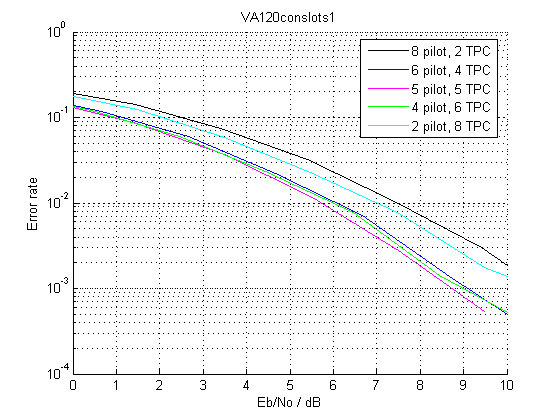 VA120conslots1
10^0
10^-1
10^-2
10^-3
10^-4
Error rate
8 pilot, 2 TPC
6 pilot, 4 TPC
5 pilot, 5 TPC
4 pilot, 6 TPC
2 pilot, 8 TPC
0 1 2 3 4 5 6 7 8 9 10
Eb/No / dB